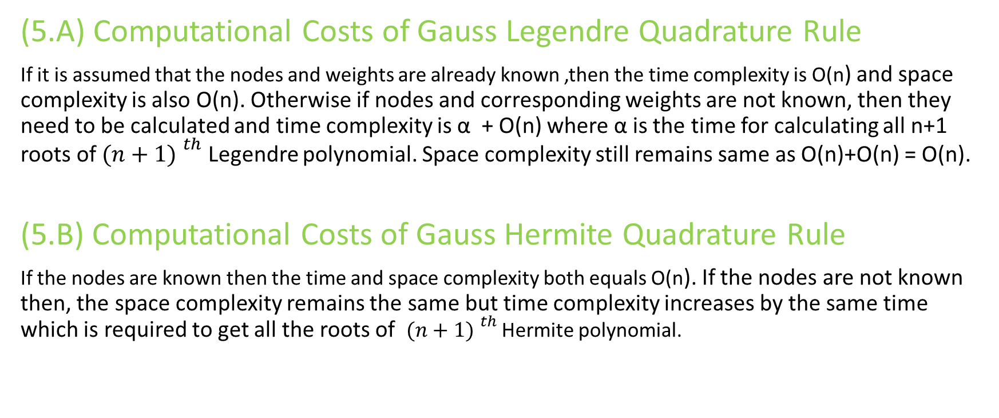 (5.A) Computational Costs of Gauss Legendre Quadrature Rule
If it is assumed that the nodes and weights are already known ,then the time complexity is O(n) and space
complexity is also O(n). Otherwise if nodes and corresponding weights are not known, then they
need to be calculated and time complexity is α + O(n) where α is the time for calculating all n+1
roots of (n + 1) th Legendre polynomial. Space complexity still remains same as O(n)+O(n) = O(n).
(5.B) Computational Costs of Gauss Hermite Quadrature Rule
If the nodes are known then the time and space complexity both equals O(n). If the nodes are not known
then, the space complexity remains the same but time complexity increases by the same time
which is required to get all the roots of (n + 1) th Hermite polynomial.